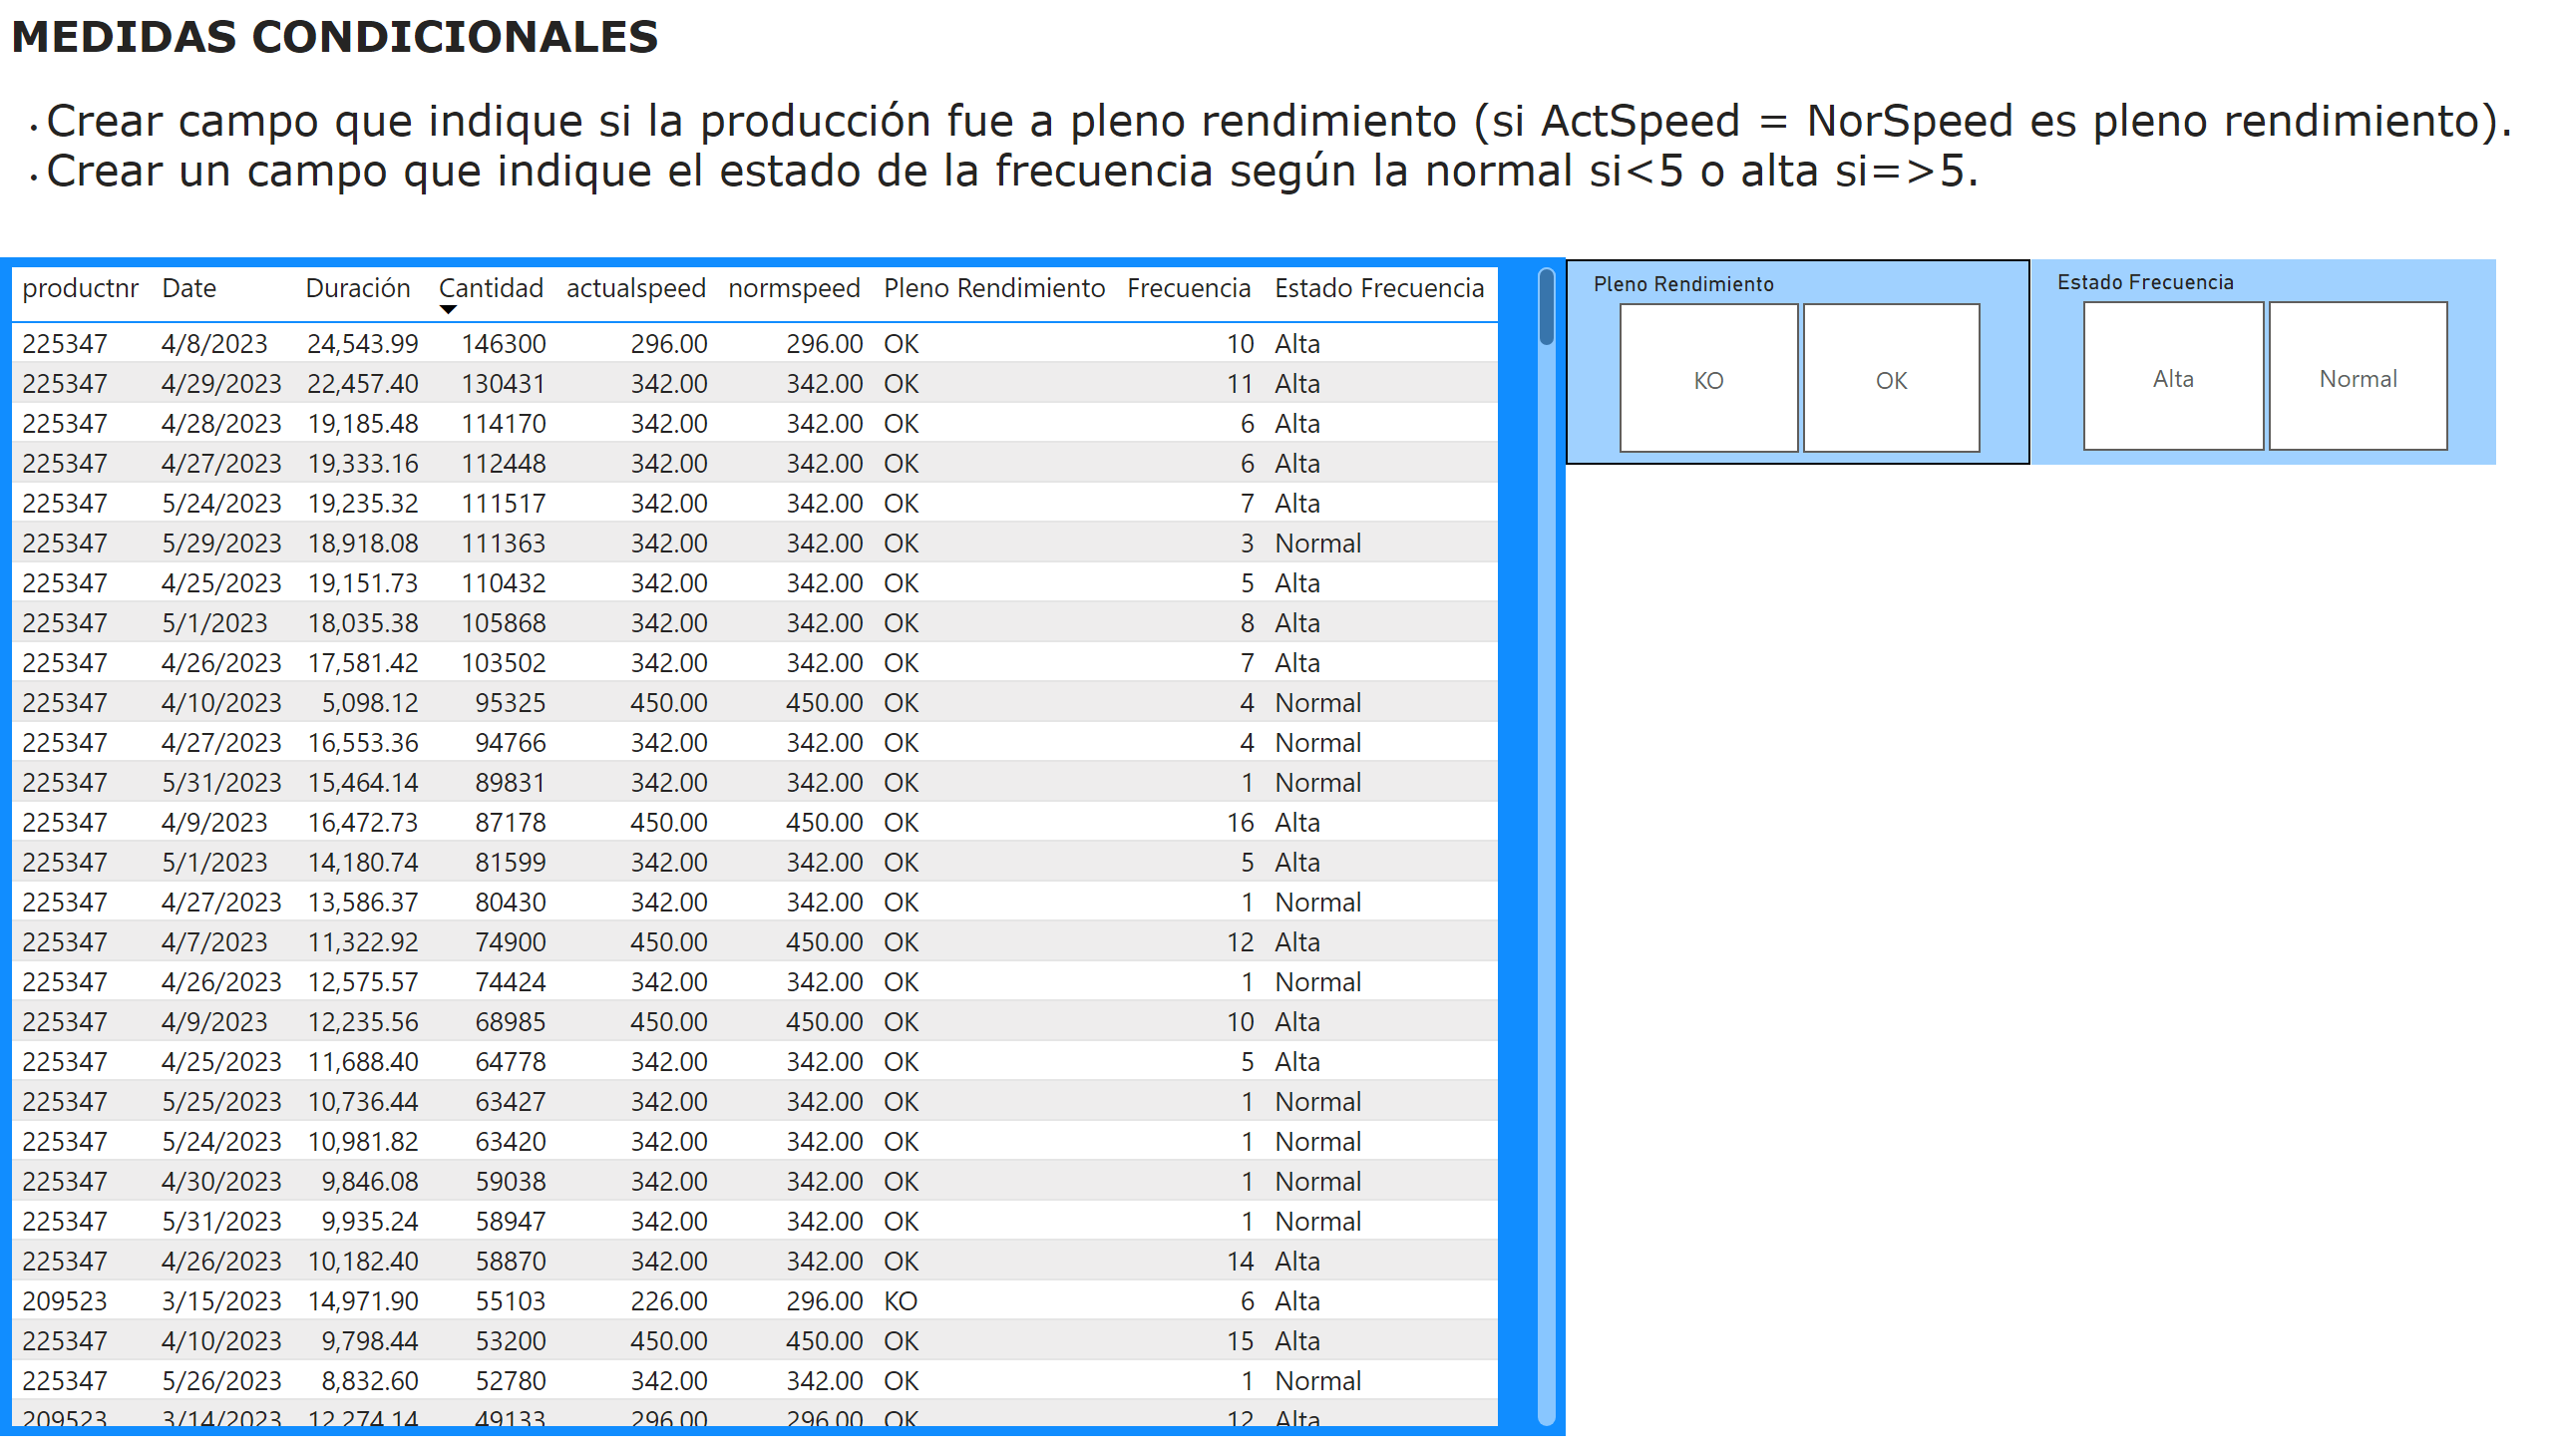 MEDIDAS CONDICIONALES
• Crear campo que indique si la producción fue a pleno rendimiento (si ActSpeed = NorSpeed es pleno rendimiento).
• Crear un campo que indique el estado de la frecuencia según la normal si<5 o alta si=>5.
productnr Date Duración Cantidad actualspeed normspeed Pleno Rendimiento Frecuencia Estado Frecuencia
225347 4/8/2023 24,543.99 146300 296.00 296.00 OK 10 Alta
225347 4/29/2023 22,457.40 130431 342.00 342.00 OK 11 Alta
225347 4/28/2023 19,185.48 114170 342.00 342.00 OK 6 Alta
225347 4/27/2023 19,333.16 112448 342.00 342.00 OK 6 Alta
225347 5/24/2023 19,235.32 111517 342.00 342.00 OK 7 Alta
225347 5/29/2023 18,918.08 111363 342.00 342.00 OK 3 Normal
225347 4/25/2023 19,151.73 110432 342.00 342.00 OK 5 Alta
225347 5/1/2023 18,035.38 105868 342.00 342.00 OK 8 Alta
225347 4/26/2023 17,581.42 103502 342.00 342.00 OK 7 Alta
225347 4/10/2023 5,098.12 95325 450.00 450.00 OK 4 Normal
225347 4/27/2023 16,553.36 94766 342.00 342.00 OK 4 Normal
225347 5/31/2023 15,464.14 89831 342.00 342.00 OK 1 Normal
225347 4/9/2023 16,472.73 87178 450.00 450.00 OK 16 Alta
225347 5/1/2023 14,180.74 81599 342.00 342.00 OK 5 Alta
225347 4/27/2023 13,586.37 80430 342.00 342.00 OK 1 Normal
225347 4/7/2023 11,322.92 74900 450.00 450.00 OK 12 Alta
225347 4/26/2023 12,575.57 74424 342.00 342.00 OK 1 Normal
225347 4/9/2023 12,235.56 68985 450.00 450.00 OK 10 Alta
225347 4/25/2023 11,688.40 64778 342.00 342.00 OK 5 Alta
225347 5/25/2023 10,736.44 63427 342.00 342.00 OK 1 Normal
225347 5/24/2023 10,981.82 63420 342.00 342.00 OK 1 Normal
225347 4/30/2023 9,846.08 59038 342.00 342.00 OK 1 Normal
225347 5/31/2023 9,935.24 58947 342.00 342.00 OK 1 Normal
225347 4/26/2023 10,182.40 58870 342.00 342.00 OK 14 Alta
209523 3/15/2023 14,971.90 55103 226.00 296.00 KO 6 Alta
225347 4/10/2023 9,798.44 53200 450.00 450.00 OK 15 Alta
225347 5/26/2023 8,832.60 52780 342.00 342.00 OK 1 Normal
209523 3/14/2023 12,274.14 49133 296.00 296.00 OK 12 Alta
Pleno Rendimiento
KO OK
Estado Frecuencia
Alta Normal